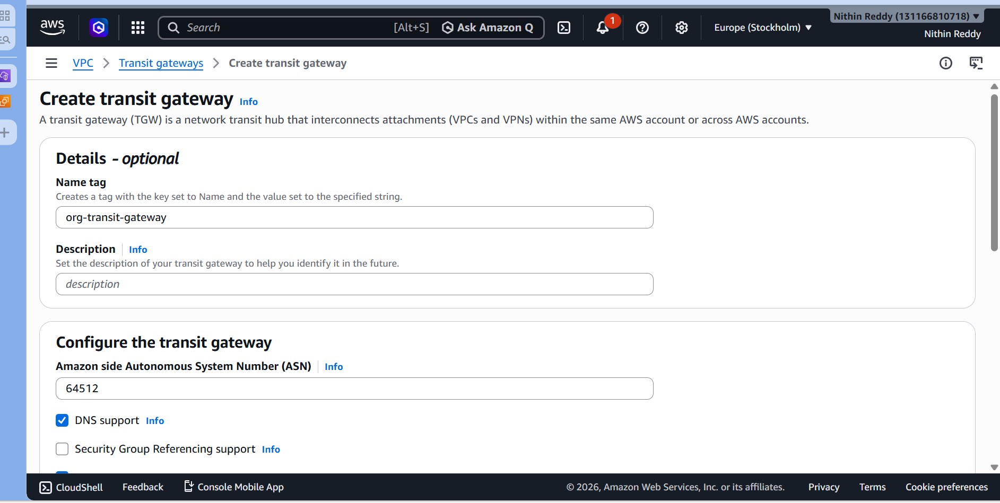 aws
Search [Alt+S] Ask Amazon Q
1
Europe (Stockholm) ▼
Nithin Reddy (131166810718) ▼
Nithin Reddy
VPC > Transit gateways > Create transit gateway
Create transit gateway Info
A transit gateway (TGW) is a network transit hub that interconnects attachments (VPCs and VPNs) within the same AWS account or across AWS accounts.
Details - optional
Name tag
Creates a tag with the key set to Name and the value set to the specified string.
org-transit-gateway
Description Info
Set the description of your transit gateway to help you identify it in the future.
description
Configure the transit gateway
Amazon side Autonomous System Number (ASN) Info
64512
DNS support Info
Security Group Referencing support Info
CloudShell Feedback Console Mobile App © 2026, Amazon Web Services, Inc. or its affiliates. Privacy Terms Cookie preferences